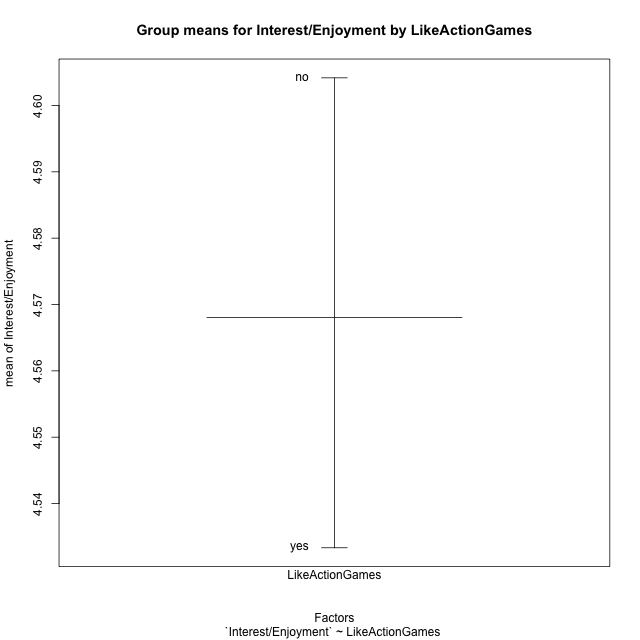 Group means for Interest/Enjoyment by LikeActionGames
no
4.60
4.59
4.58
4.57
4.56
4.55
4.54
mean of Interest/Enjoyment
yes
LikeActionGames
Factors
`Interest/Enjoyment` ~ LikeActionGames